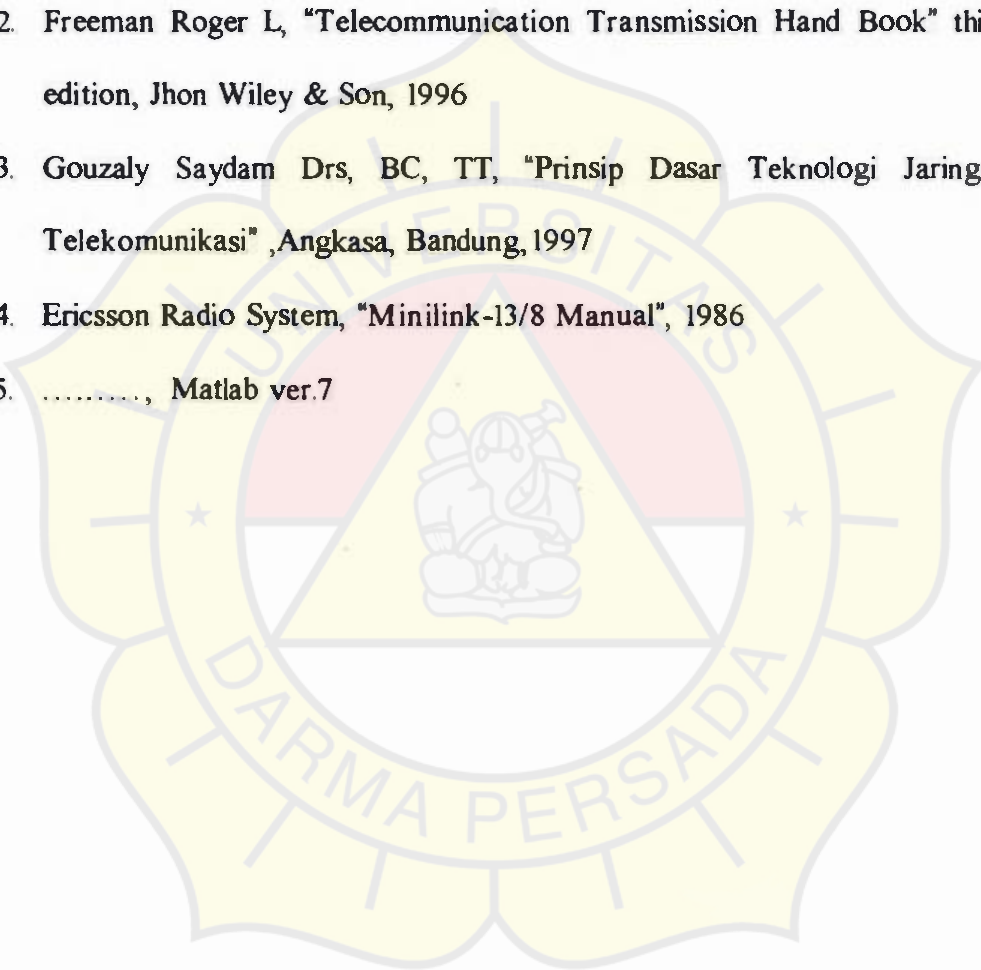 2. Freeman Roger L, "Telecommunication Transmission Hand Book" thi
edition, Jhon Wiley & Son, 1996
3. Gouzaly Saydam Drs, BC, TT, "Prinsip Dasar Teknologi Jaring
Telekomunikasi" ,Angkasa, Bandung, 1997
4. Ericsson Radio System, "Minilink-13/8 Manual", 1986
5. ………, Matlab ver.7
UNIVERSITAS
DARMA PERSADA